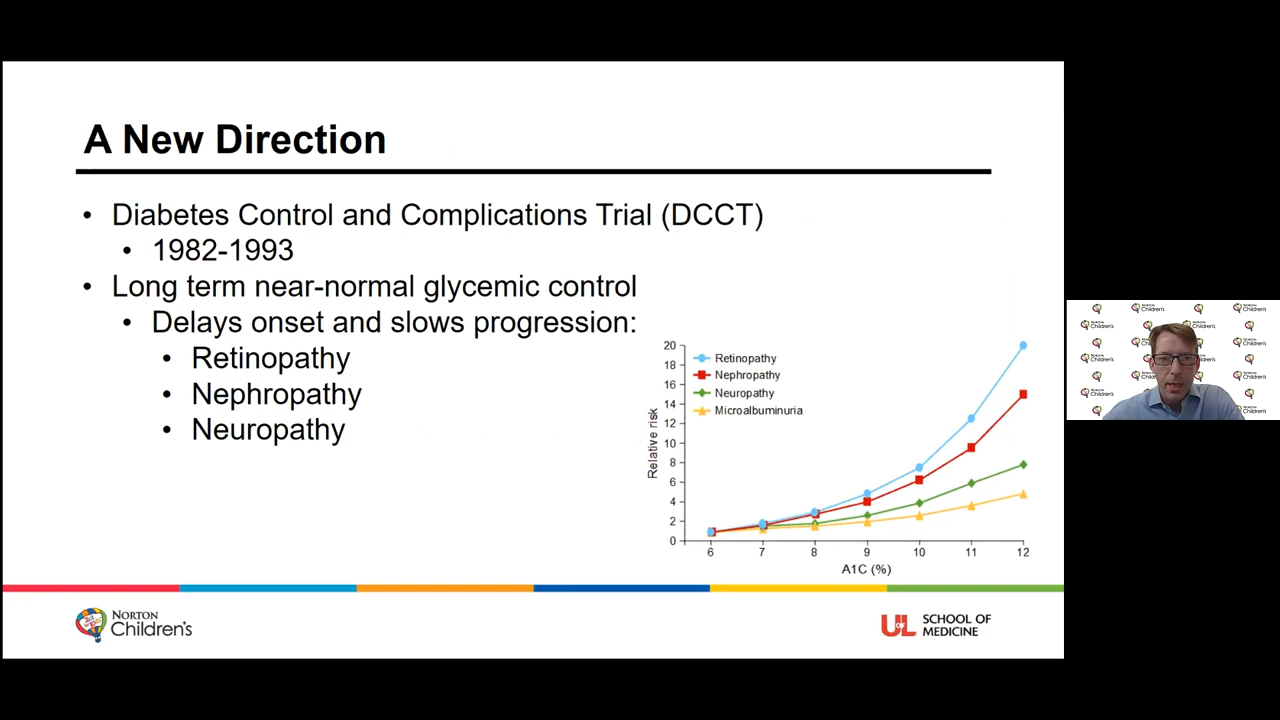 A New Direction
• Diabetes Control and Complications Trial (DCCT)
• 1982-1993
• Long term near-normal glycemic control
• Delays onset and slows progression:
• Retinopathy
• Nephropathy
• Neuropathy
Retinopathy
Nephropathy
Neuropathy
Microalbuminuria
Relative risk
20
18
16
14
12
10
8
6
4
2
0
6 7 8 9 10 11 12
A1C (%)
NORTON
Children's
UofL
SCHOOL OF
MEDICINE